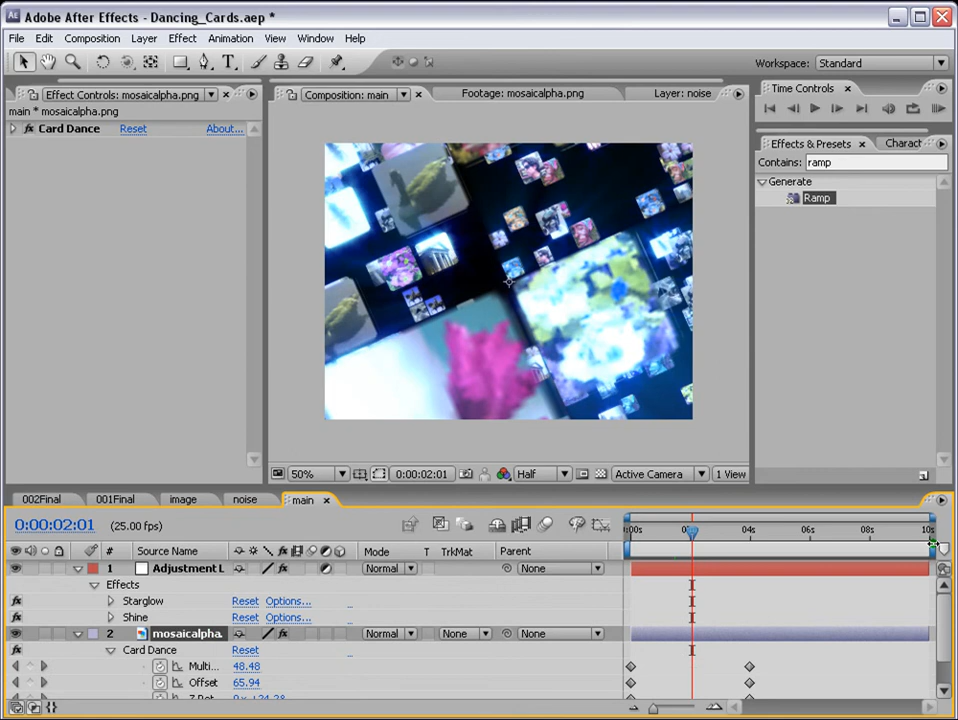 Adobe After Effects - Dancing_Cards.aep *
File Edit Composition Layer Effect Animation View Window Help
Workspace: Standard
Effect Controls: mosaicalpha.png
Composition: main
Footage: mosaicalpha.png
Layer: noise
Time Controls
main * mosaicalpha.png
Card Dance Reset About...
Effects & Presets Charact
Contains: ramp
Generate
Ramp
50% 0:00:02:01 Half Active Camera 1 View
002Final 001Final image noise main
0:00:02:01 (25.00 fps)
:00s 04s 06s 08s 10s
# Source Name Mode T TrkMat Parent
1 Adjustment L Normal None
Effects
Starglow Reset Options...
Shine Reset Options...
2 mosaicalpha. Normal None None
Card Dance Reset
Multi... 48.48
Offset 65.94